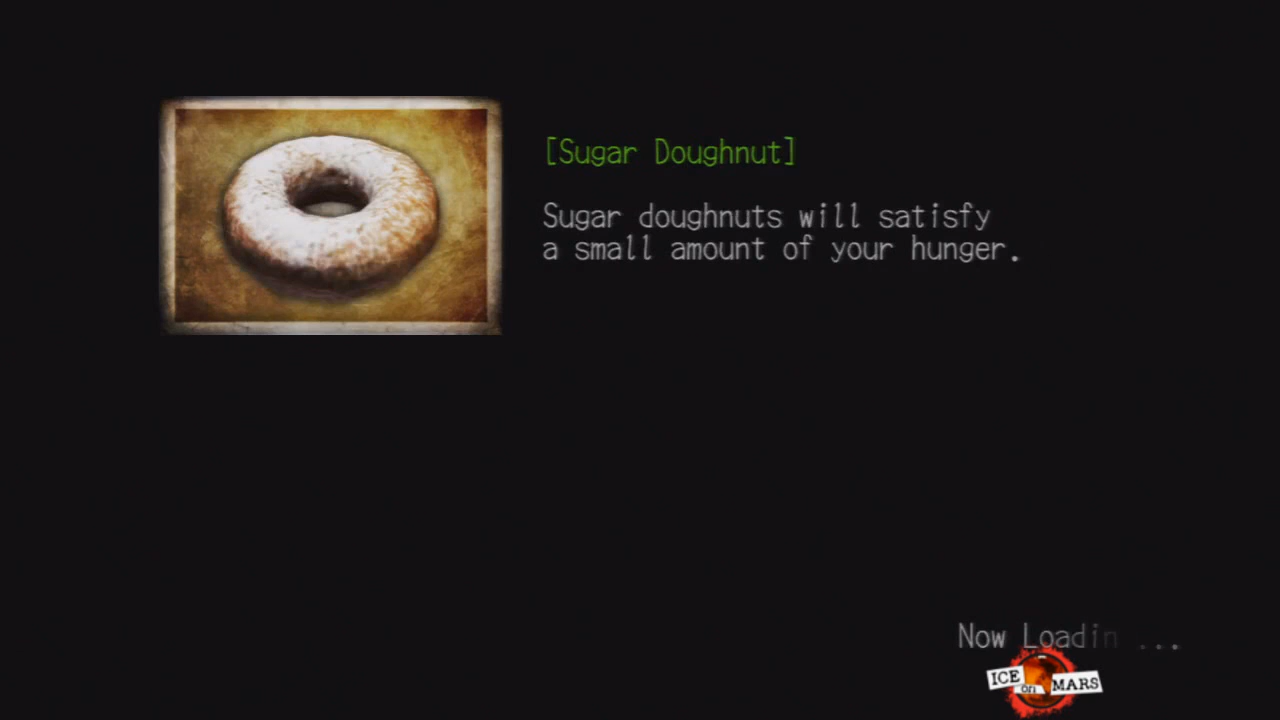 [Sugar Doughnut]
Sugar doughnuts will satisfy
a small amount of your hunger.
Now Loadin ...
ICE
on
MARS